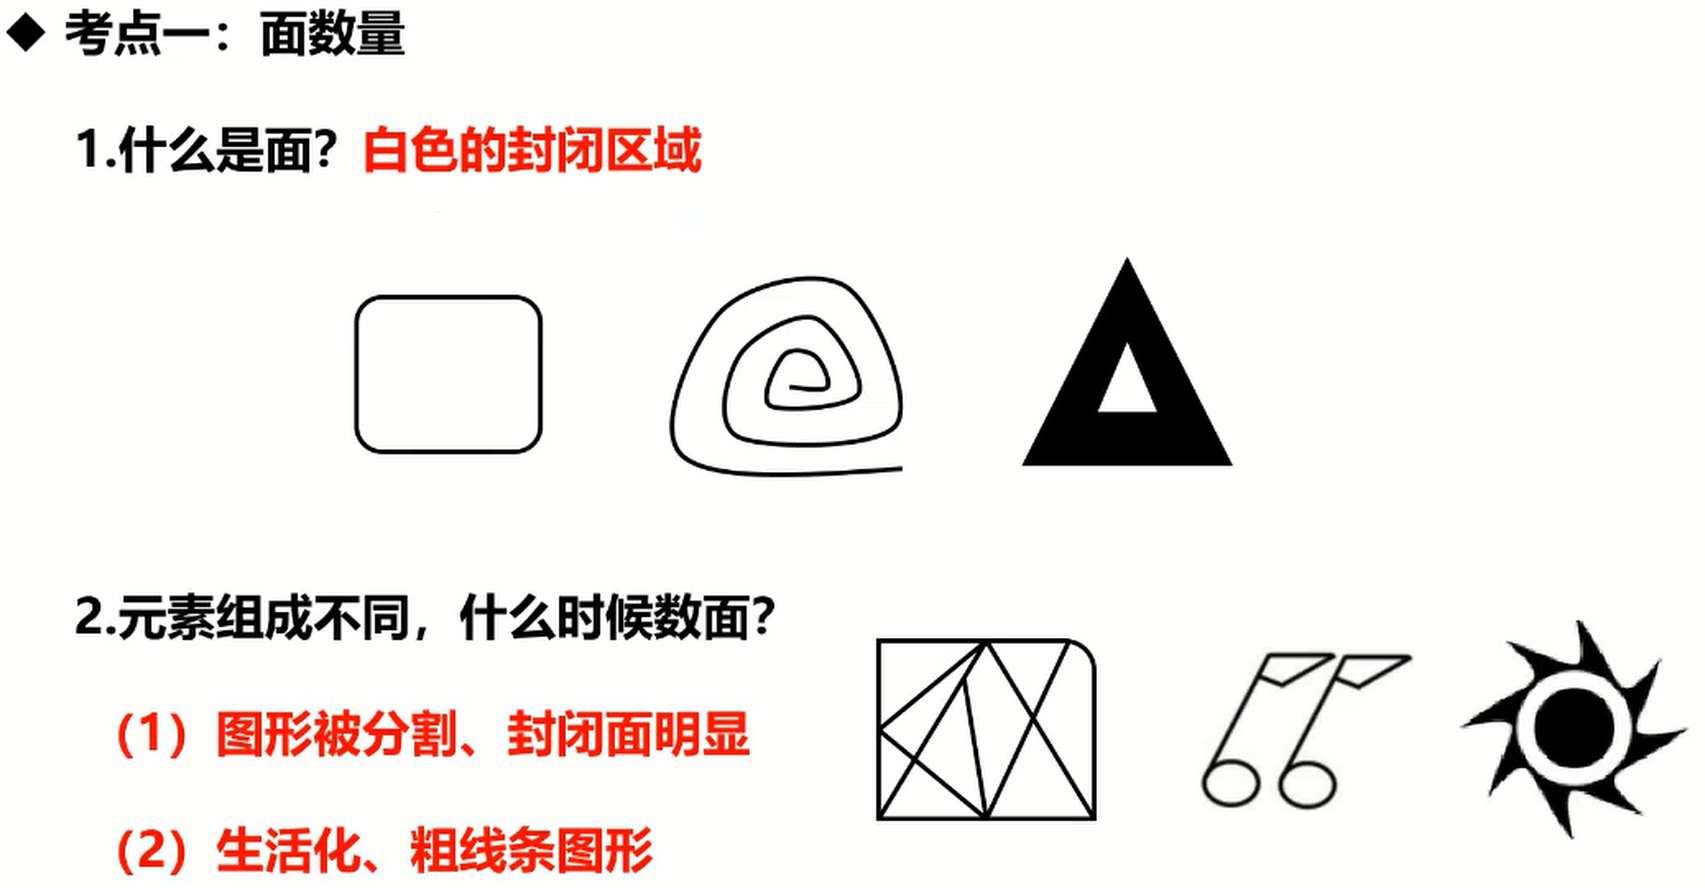 ◆ 考点一：面数量
1.什么是面？白色的封闭区域
2.元素组成不同，什么时候数面？
（1）图形被分割、封闭面明显
（2）生活化、粗线条图形